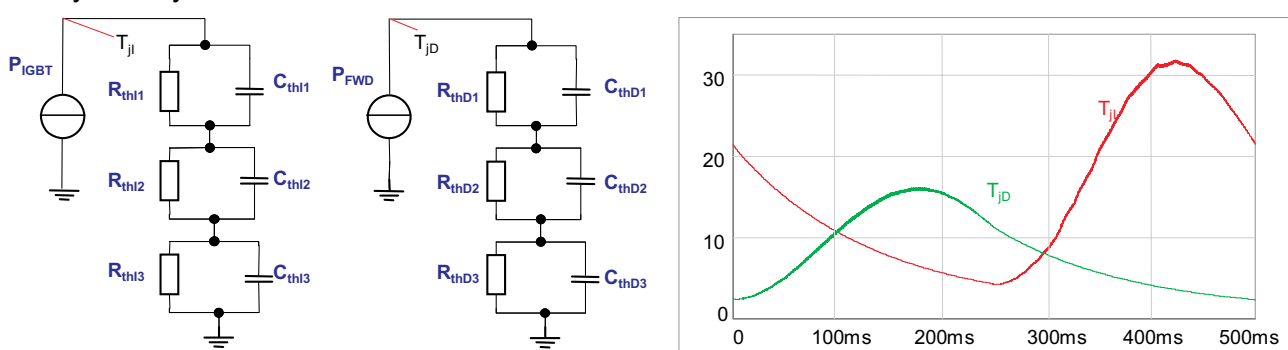 T_jI
P_IGBT
R_thI1
C_thI1
R_thI2
C_thI2
R_thI3
C_thI3
T_jD
P_FWD
R_thD1
C_thD1
R_thD2
C_thD2
R_thD3
C_thD3
30
20
10
0
T_jI
T_jD
0 100ms 200ms 300ms 400ms 500ms